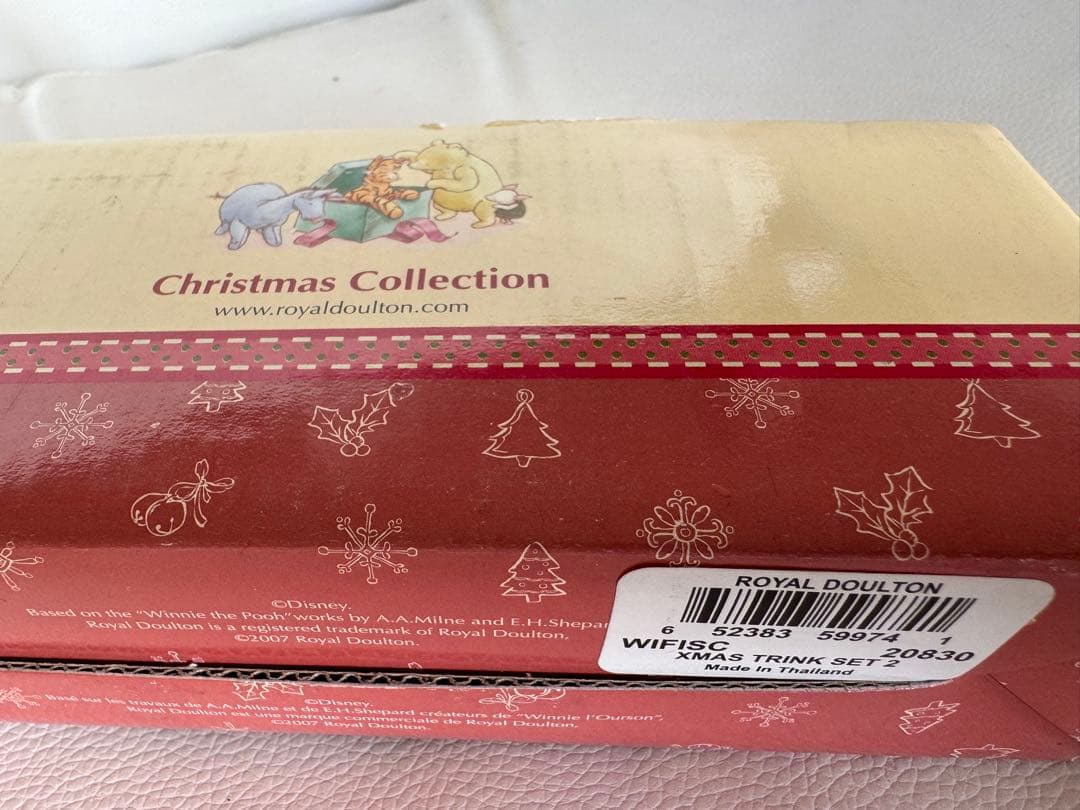 Christmas Collection
www.royaldoulton.com
©Disney.
Based on the "Winnie the Pooh" works by A.A.Milne and E.H.Shepar
Royal Doulton is a registered trademark of Royal Doulton,
©2007 Royal Doulton.
ROYAL DOULTON
6 52383 59974 1
WIFISC 20830
XMAS TRINK SET 2
Made In Thailand
©Disney.
Basé sur les travaux de A.A.Milne et du E.H.Shepard créateurs de "Winnie l'Ourson".
Royal Doulton est une marque commerciale de Royal Doulton,
©2007 Royal Doulton.